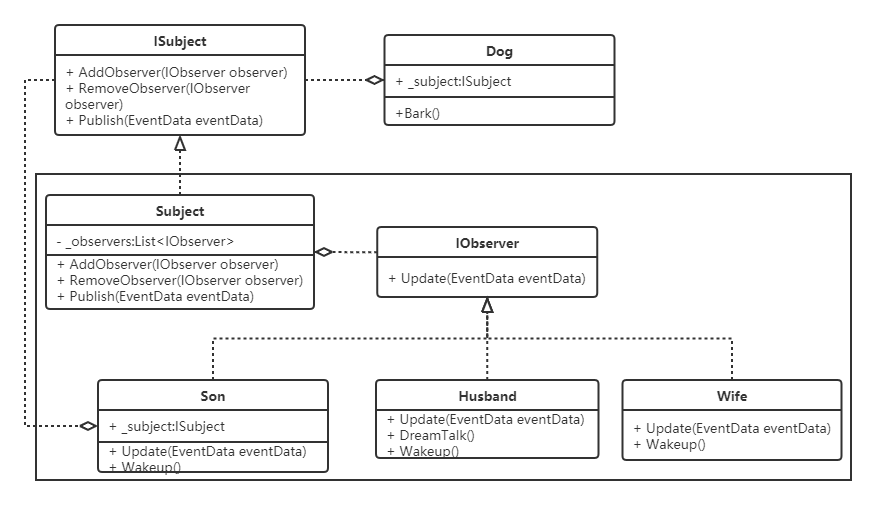 ISubject
+ AddObserver(IObserver observer)
+ RemoveObserver(IObserver
observer)
+ Publish(EventData eventData)
Dog
+ _subject:ISubject
+Bark()
Subject
- _observers:List<IObserver>
+ AddObserver(IObserver observer)
+ RemoveObserver(IObserver observer)
+ Publish(EventData eventData)
IObserver
+ Update(EventData eventData)
Son
+ _subject:ISubject
+ Update(EventData eventData)
+ Wakeup()
Husband
+ Update(EventData eventData)
+ DreamTalk()
+ Wakeup()
Wife
+ Update(EventData eventData)
+ Wakeup()